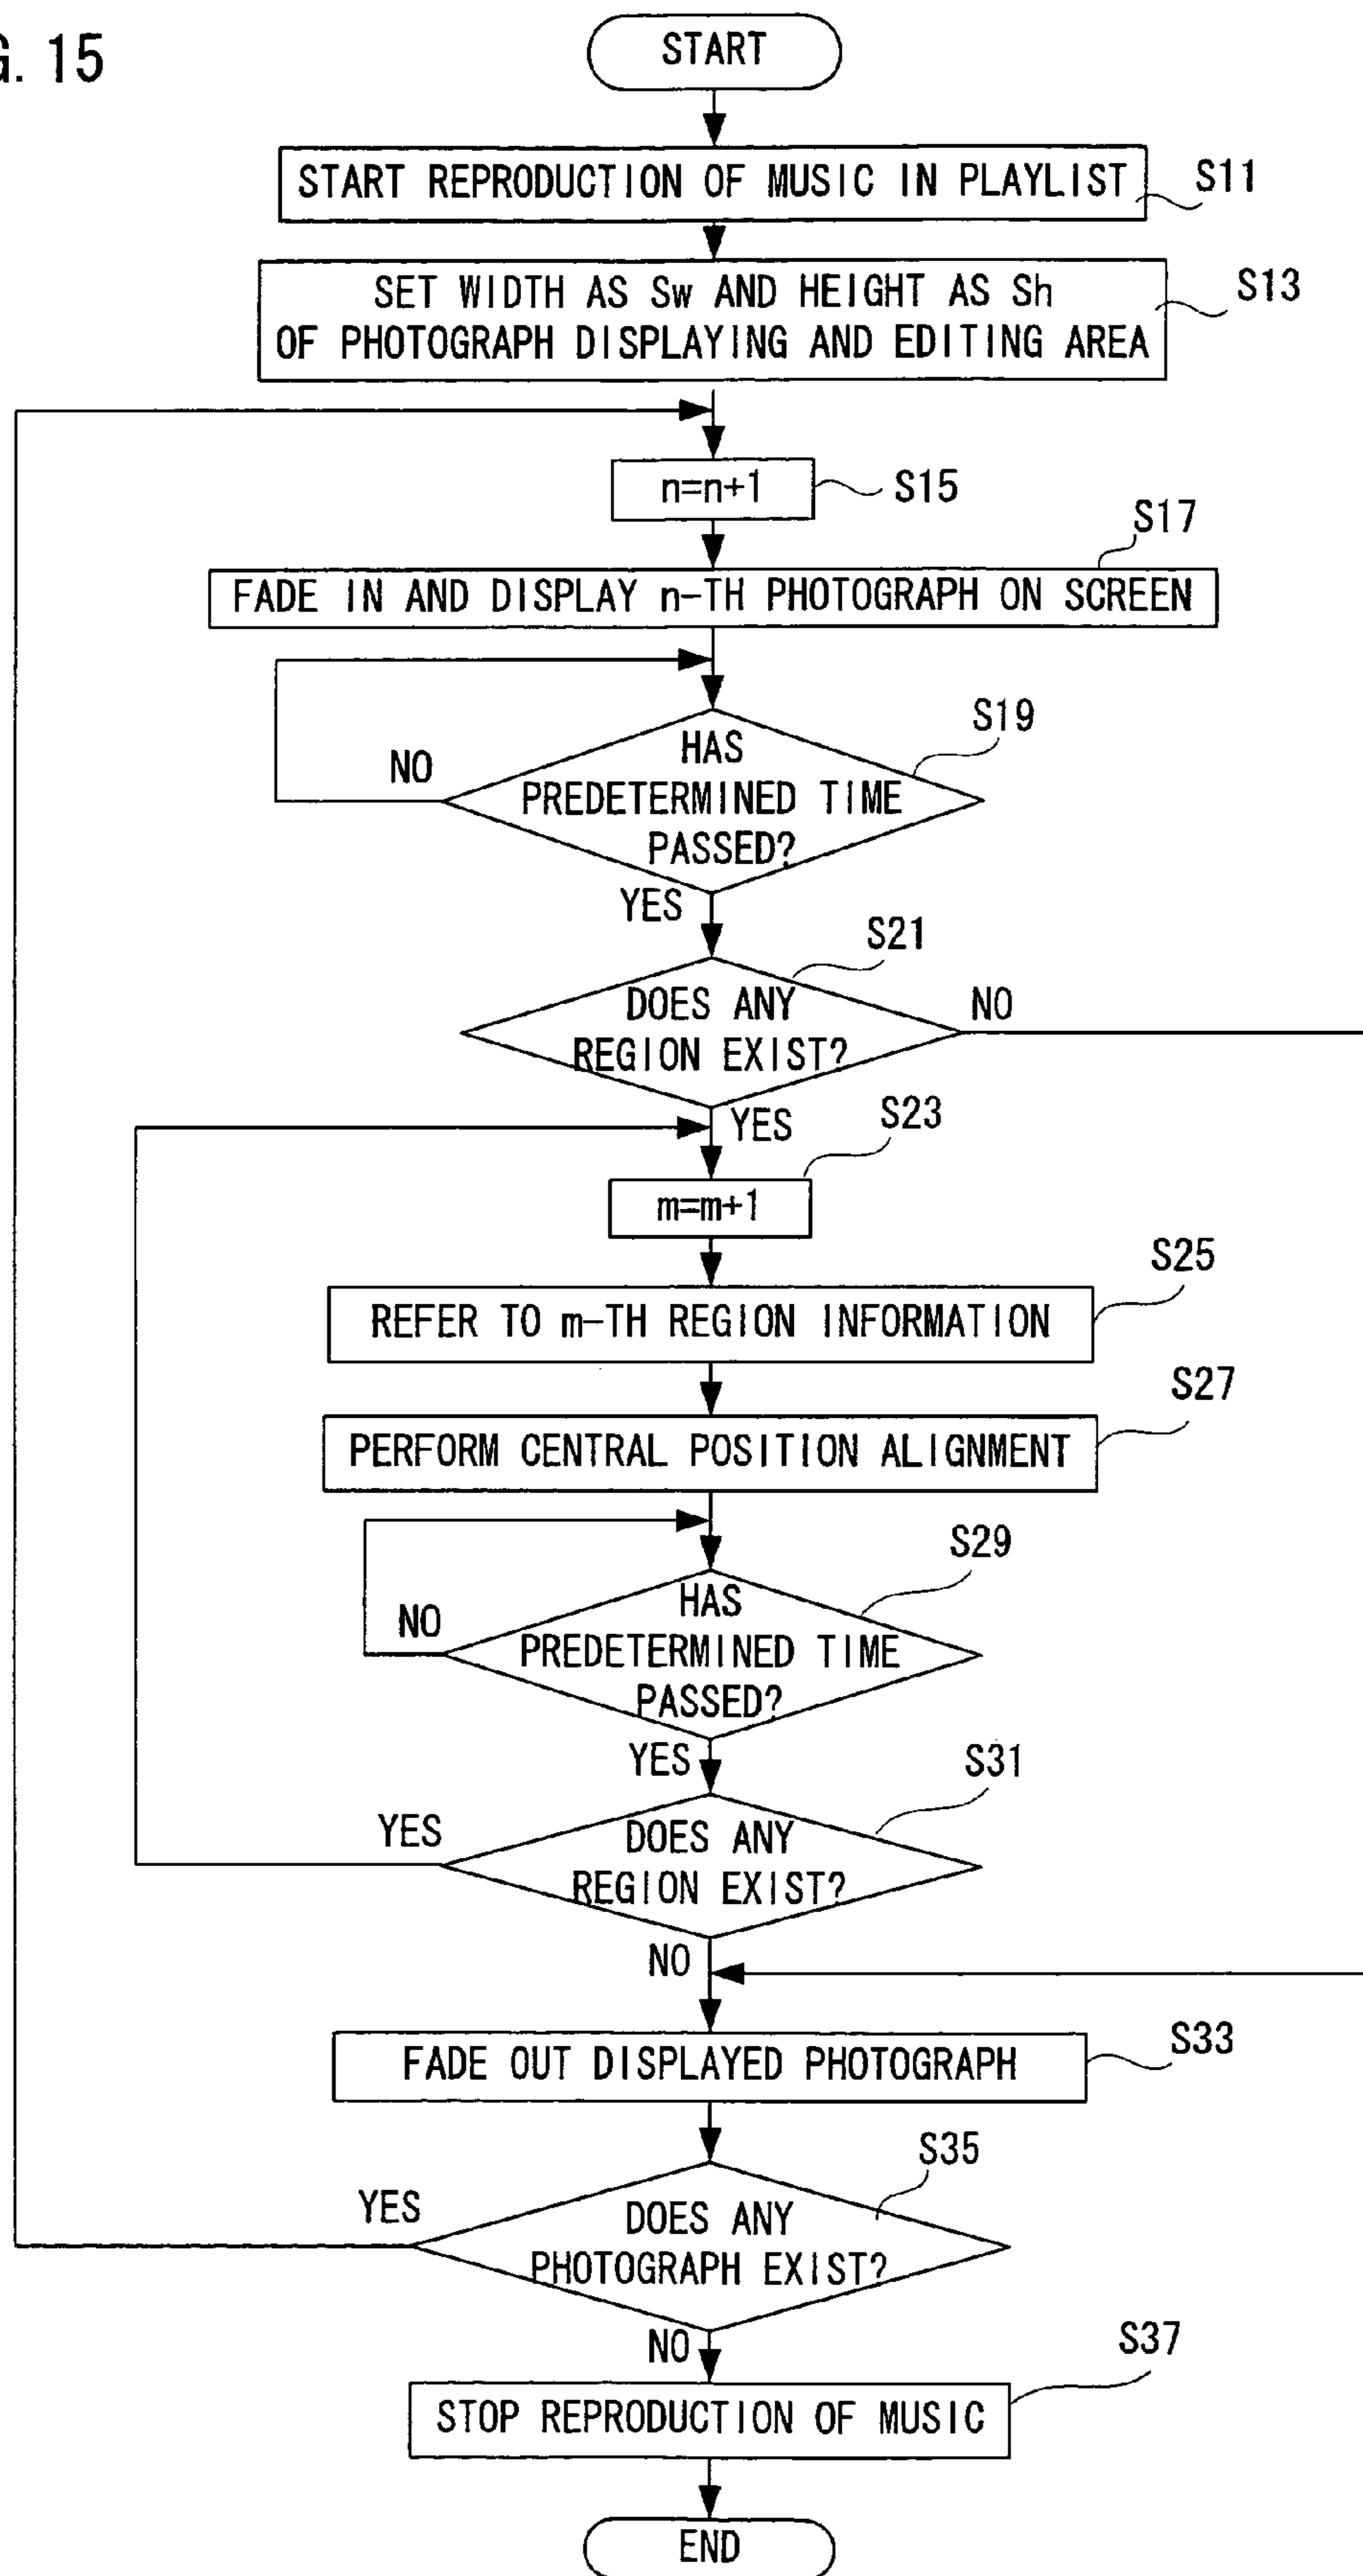 G. 15
START
START REPRODUCTION OF MUSIC IN PLAYLIST
S11
SET WIDTH AS Sw AND HEIGHT AS Sh
OF PHOTOGRAPH DISPLAYING AND EDITING AREA
S13
n=n+1
S15
S17
FADE IN AND DISPLAY n-TH PHOTOGRAPH ON SCREEN
S19
HAS
PREDETERMINED TIME
PASSED?
NO
YES
S21
DOES ANY
REGION EXIST?
NO
YES
S23
m=m+1
S25
REFER TO m-TH REGION INFORMATION
S27
PERFORM CENTRAL POSITION ALIGNMENT
S29
HAS
PREDETERMINED TIME
PASSED?
NO
YES
S31
DOES ANY
REGION EXIST?
YES
NO
S33
FADE OUT DISPLAYED PHOTOGRAPH
S35
DOES ANY
PHOTOGRAPH EXIST?
YES
NO
S37
STOP REPRODUCTION OF MUSIC
END